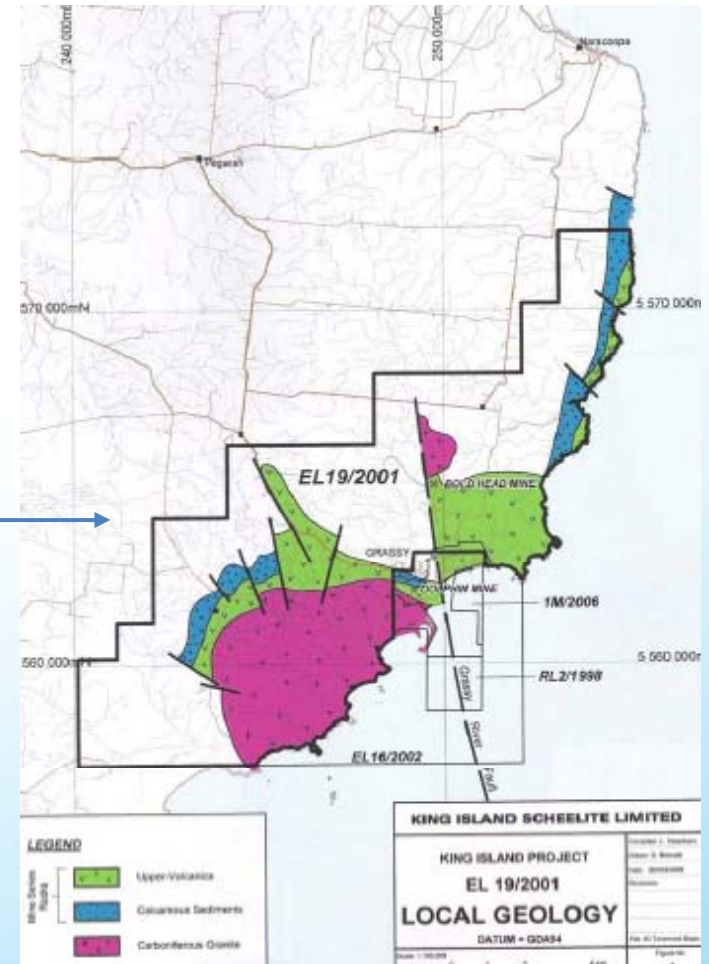 240 000mE
250 000mE
Naracoopa
Pegarah
570 000mN
5 570 000m
EL19/2001
BOLD HEAD MINE
GRASSY
DOLPHIN MINE
1M/2006
560 000mN
5 560 000m
RL2/1998
Grassy River Fault
EL16/2002
LEGEND
Mine Series Rocks
Upper Volcanics
Calcareous Sediments
Carboniferous Granite
KING ISLAND SCHEELITE LIMITED
KING ISLAND PROJECT
EL 19/2001
LOCAL GEOLOGY
DATUM = GDA94